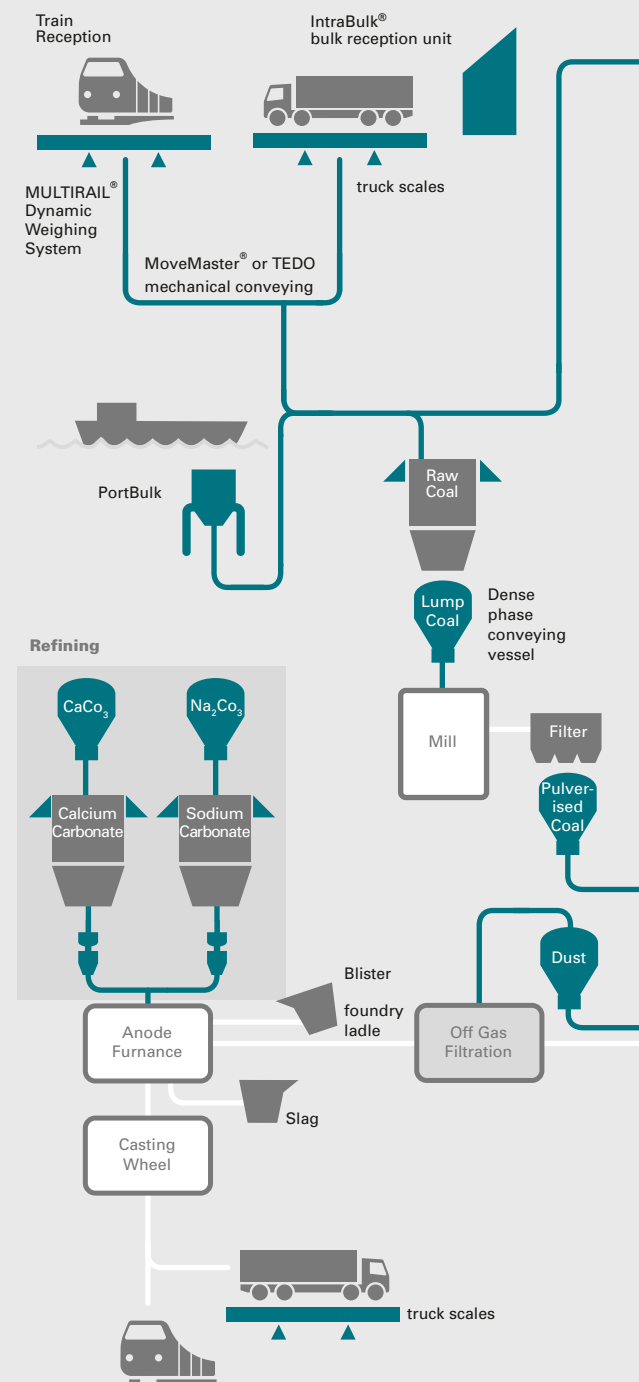 Train
Reception
IntraBulk®
bulk reception unit
MULTIRAIL®
Dynamic
Weighing
System
truck scales
MoveMaster® or TEDO
mechanical conveying
PortBulk
Raw
Coal
Lump
Coal
Dense
phase
conveying
vessel
Refining
CaCo₃
Na₂Co₃
Mill
Filter
Pulver-
ised
Coal
Calcium
Carbonate
Sodium
Carbonate
Dust
Blister
foundry
ladle
Anode
Furnance
Off Gas
Filtration
Slag
Casting
Wheel
truck scales